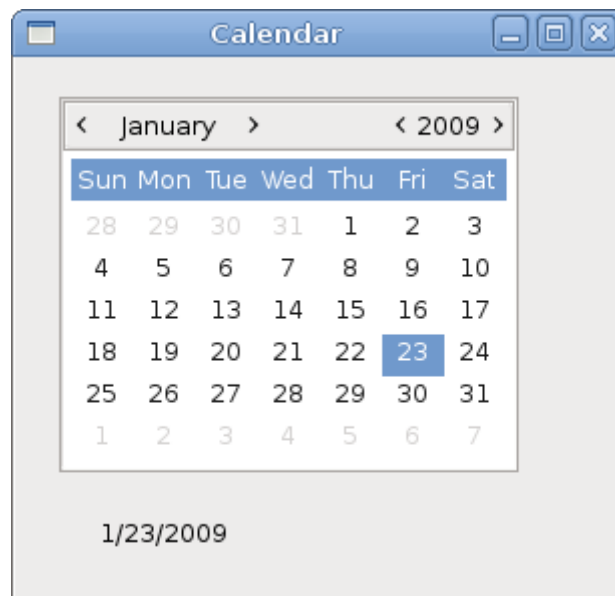 Calendar
< January > < 2009 >
Sun Mon Tue Wed Thu Fri Sat
28 29 30 31 1 2 3
4 5 6 7 8 9 10
11 12 13 14 15 16 17
18 19 20 21 22 23 24
25 26 27 28 29 30 31
1 2 3 4 5 6 7
1/23/2009